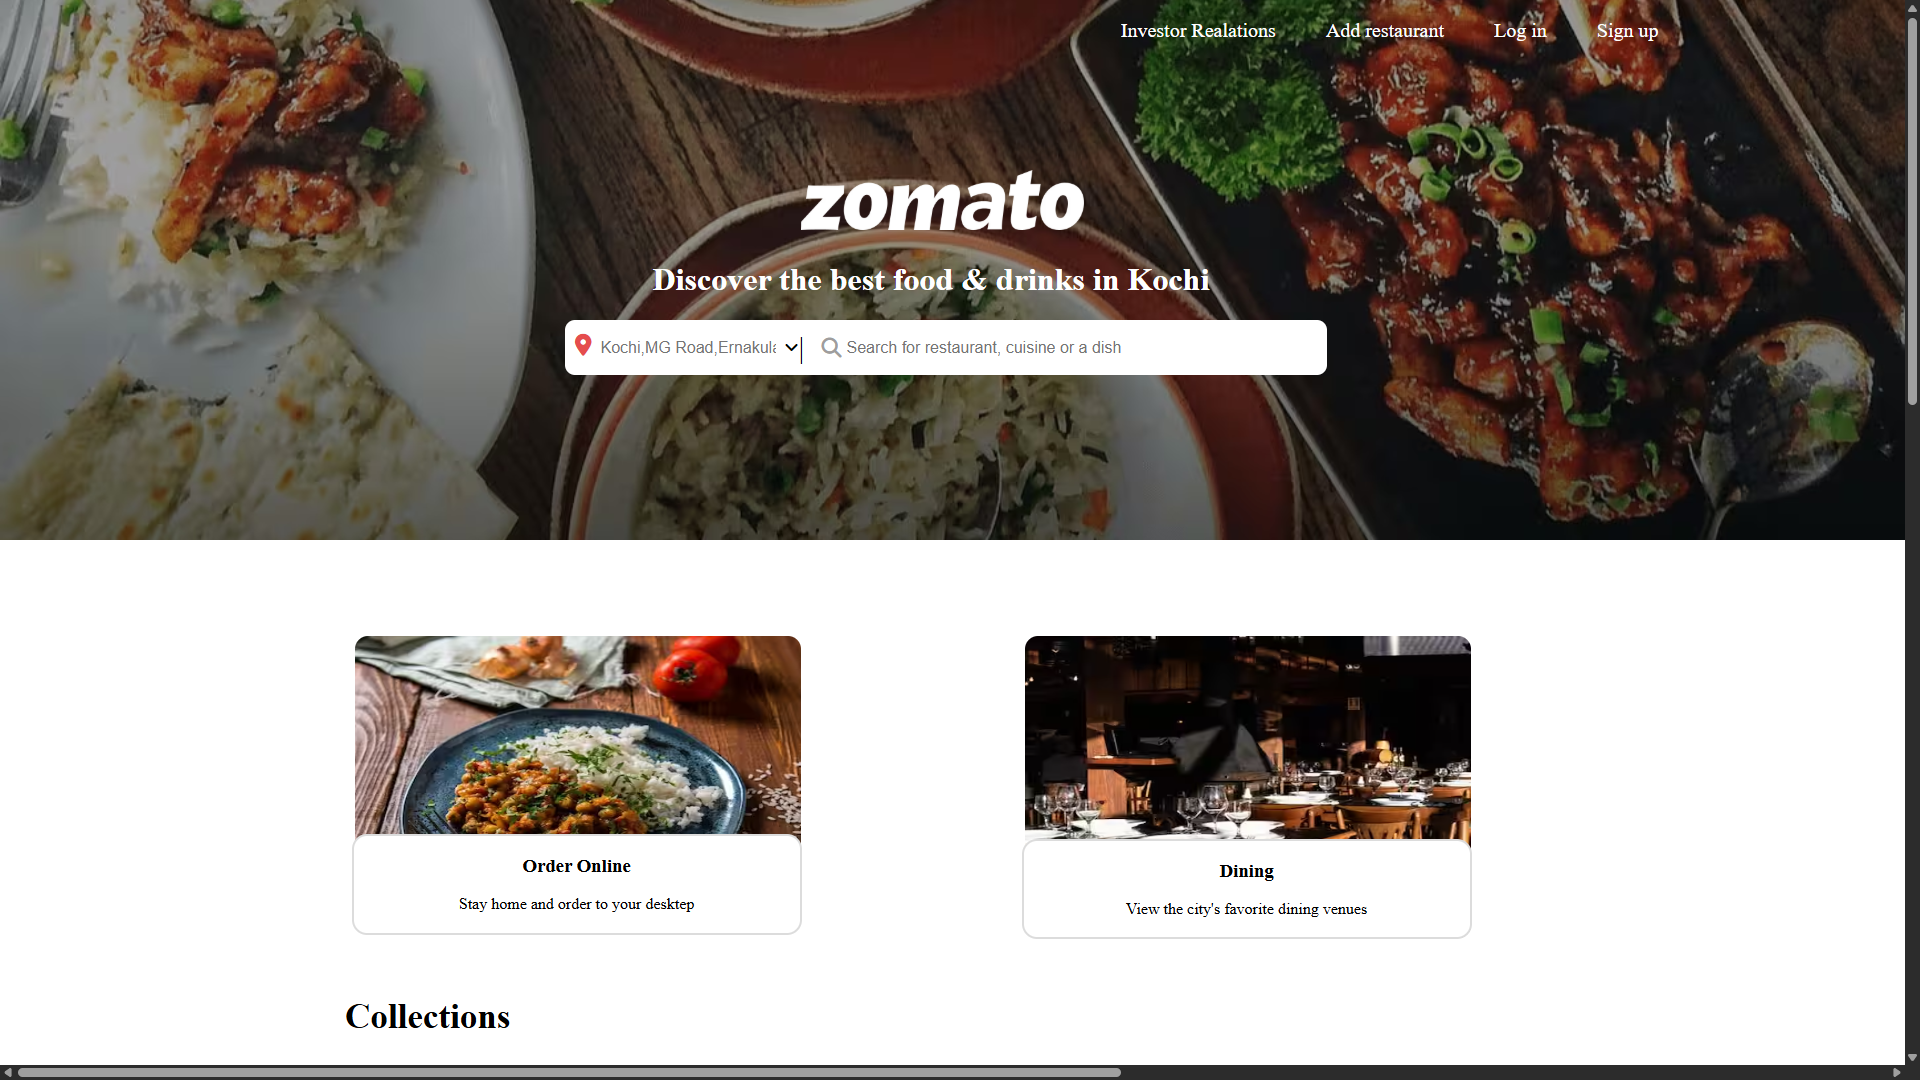 Investor Realations Add restaurant Log in Sign up
zomato
Discover the best food & drinks in Kochi
Kochi,MG Road,Ernakula Search for restaurant, cuisine or a dish
Order Online
Stay home and order to your desktep
Dining
View the city's favorite dining venues
Collections